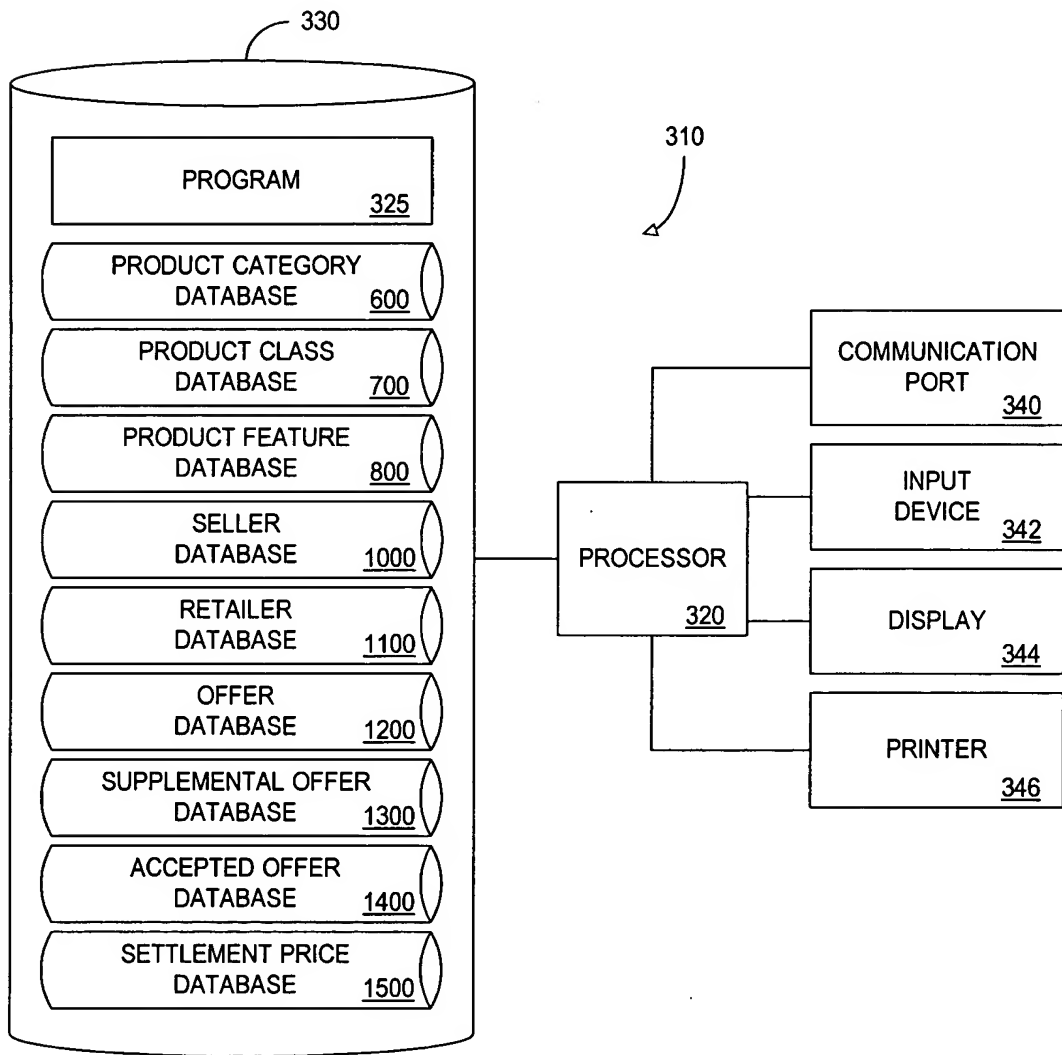 330
310
PROGRAM
325
PRODUCT CATEGORY
DATABASE 600
PRODUCT CLASS
DATABASE 700
PRODUCT FEATURE
DATABASE 800
SELLER
DATABASE 1000
RETAILER
DATABASE 1100
OFFER
DATABASE 1200
SUPPLEMENTAL OFFER
DATABASE 1300
ACCEPTED OFFER
DATABASE 1400
SETTLEMENT PRICE
DATABASE 1500
PROCESSOR
320
COMMUNICATION
PORT
340
INPUT
DEVICE
342
DISPLAY
344
PRINTER
346